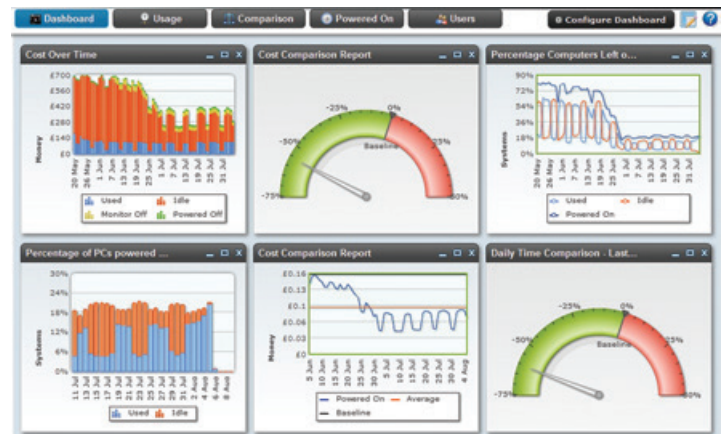 Dashboard Usage Comparison Powered On Users Configure Dashboard
Cost Over Time
£700
£560
£420
£280
£140
£0
Money
20 May
26 May
1 Jun
7 Jun
13 Jun
19 Jun
25 Jun
1 Jul
7 Jul
13 Jul
19 Jul
25 Jul
31 Jul
Used Idle
Monitor Off Powered Off
Cost Comparison Report
-25% 0%
-50% 25%
Baseline
-75%
Percentage Computers Left o...
90%
72%
54%
36%
18%
0%
Systems
20 May
26 May
1 Jun
7 Jun
13 Jun
19 Jun
25 Jun
1 Jul
7 Jul
13 Jul
19 Jul
25 Jul
31 Jul
Used Idle
Powered On
Percentage of PCs powered ...
30%
24%
18%
12%
6%
0%
Systems
11 Jul
13 Jul
15 Jul
17 Jul
19 Jul
21 Jul
23 Jul
25 Jul
27 Jul
29 Jul
31 Jul
2 Aug
4 Aug
6 Aug
8 Aug
Used Idle
Cost Comparison Report
£0.16
£0.13
£0.1
£0.06
£0.03
£0
Money
5 Jun
10 Jun
15 Jun
20 Jun
25 Jun
30 Jun
5 Jul
10 Jul
15 Jul
20 Jul
25 Jul
30 Jul
4 Aug
Powered On Average
Baseline
Daily Time Comparison - Last...
-25% 0%
-50% 25%
Baseline
-75%